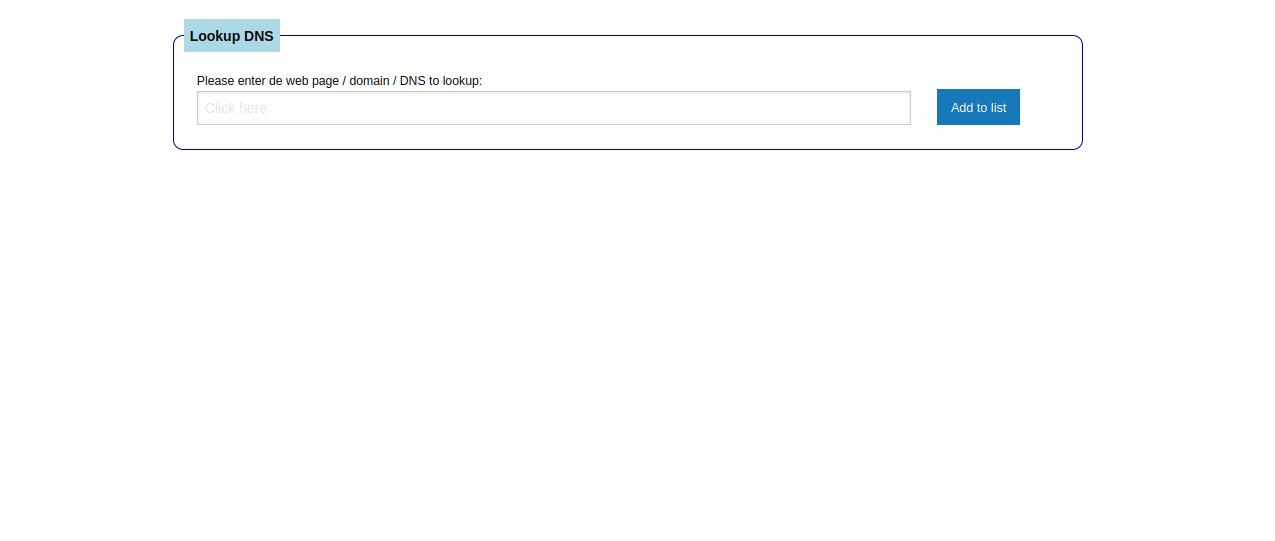 Lookup DNS
Please enter de web page / domain / DNS to lookup:
Click here
Add to list